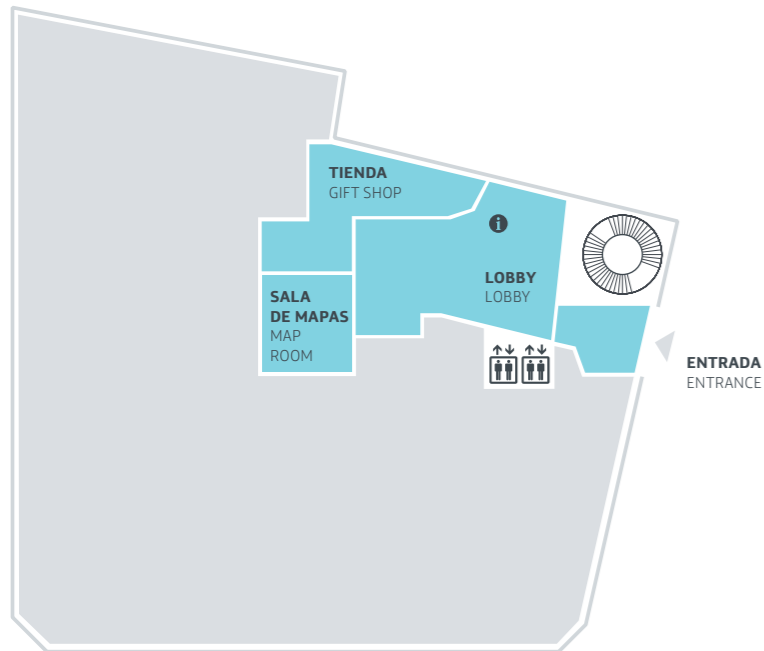 TIENDA
GIFT SHOP
i
LOBBY
LOBBY
SALA
DE MAPAS
MAP
ROOM
ENTRADA
ENTRANCE